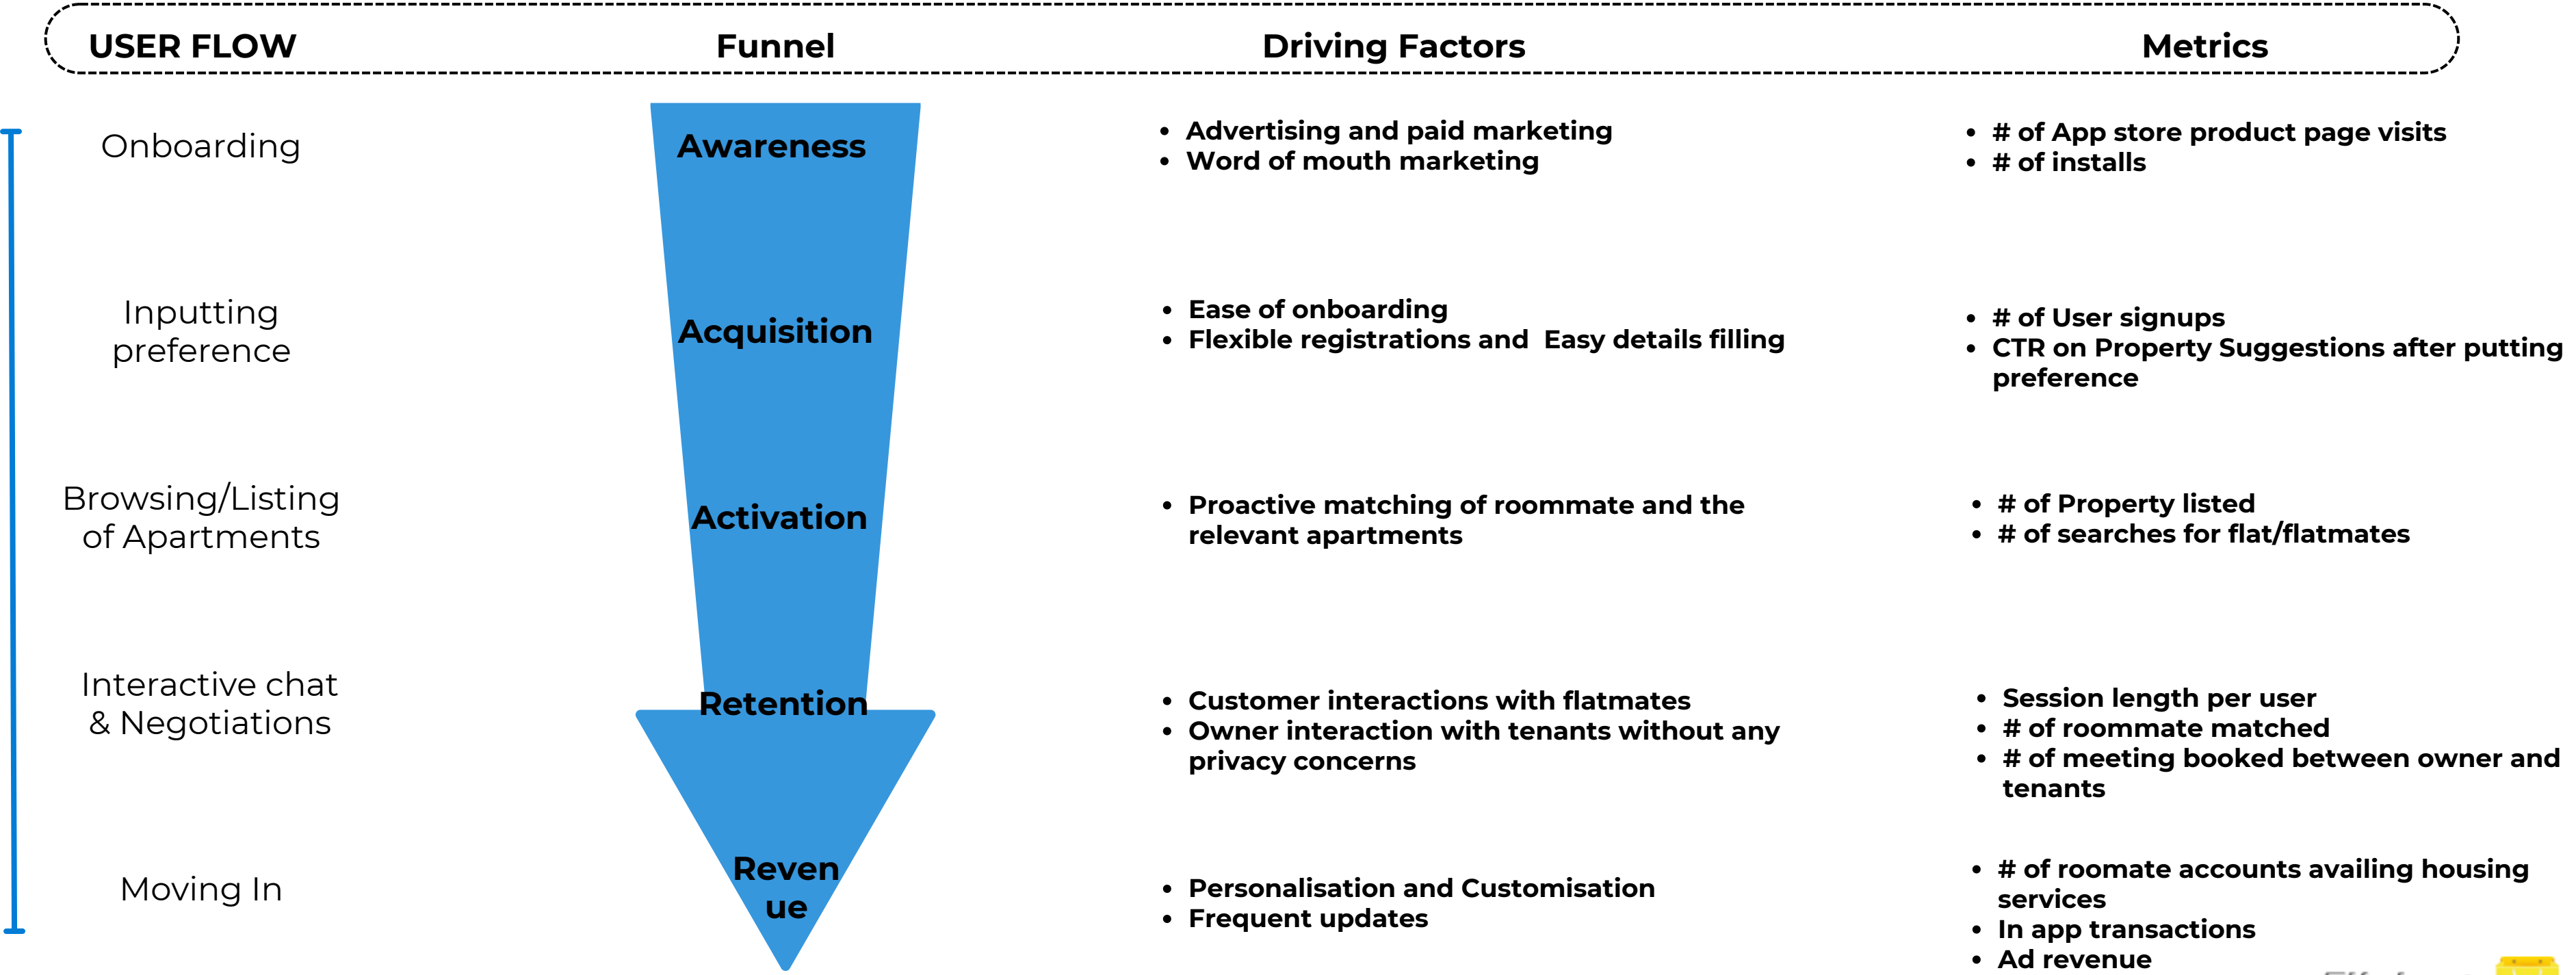 USER FLOW
Funnel
Driving Factors
Metrics
Onboarding
Awareness
• Advertising and paid marketing
• Word of mouth marketing
• # of App store product page visits
• # of installs
Inputting
preference
Acquisition
• Ease of onboarding
• Flexible registrations and  Easy details filling
• # of User signups
• CTR on Property Suggestions after putting
preference
Browsing/Listing
of Apartments
Activation
• Proactive matching of roommate and the
relevant apartments
• # of Property listed
• # of searches for flat/flatmates
Interactive chat
& Negotiations
Retention
• Customer interactions with flatmates
• Owner interaction with tenants without any
privacy concerns
• Session length per user
• # of roommate matched
• # of meeting booked between owner and
tenants
Moving In
Reven
ue
• Personalisation and Customisation
• Frequent updates
• # of roomate accounts availing housing
services
• In app transactions
• Ad revenue